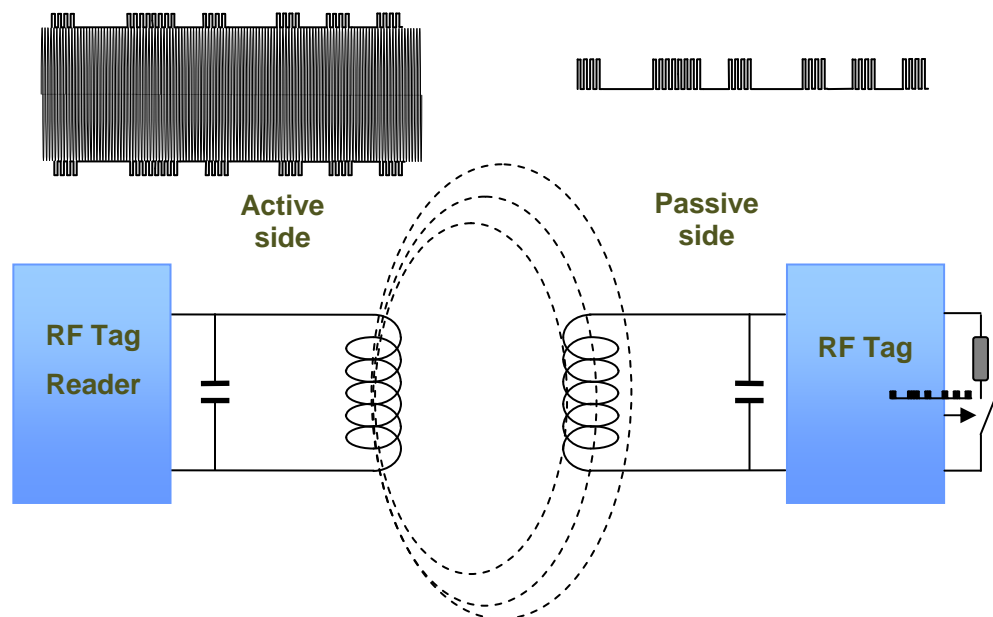 Active
side
Passive
side
RF Tag
Reader
RF Tag